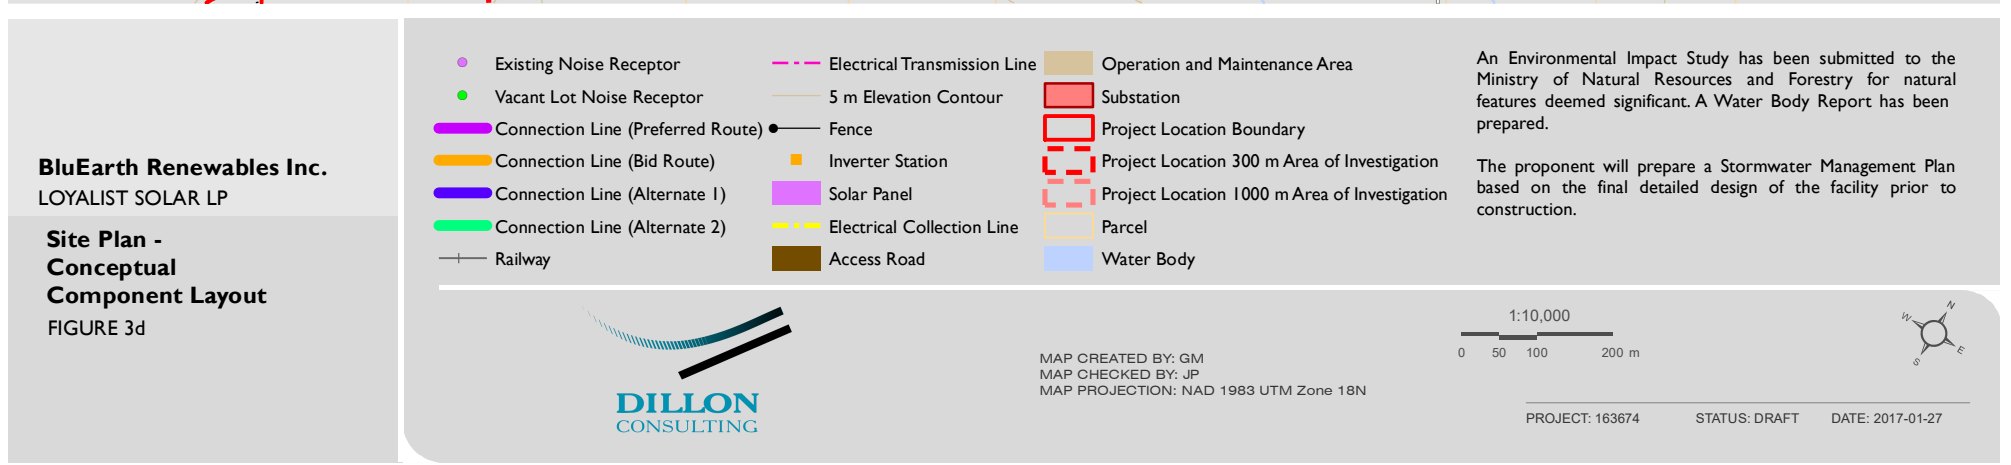 BluEarth Renewables Inc.
LOYALIST SOLAR LP
Site Plan -
Conceptual
Component Layout
FIGURE 3d
Existing Noise Receptor
Vacant Lot Noise Receptor
Connection Line (Preferred Route)
Connection Line (Bid Route)
Connection Line (Alternate 1)
Connection Line (Alternate 2)
Railway
Electrical Transmission Line
5 m Elevation Contour
Fence
Inverter Station
Solar Panel
Electrical Collection Line
Access Road
Operation and Maintenance Area
Substation
Project Location Boundary
Project Location 300 m Area of Investigation
Project Location 1000 m Area of Investigation
Parcel
Water Body
An Environmental Impact Study has been submitted to the
Ministry of Natural Resources and Forestry for natural
features deemed significant. A Water Body Report has been
prepared.
The proponent will prepare a Stormwater Management Plan
based on the final detailed design of the facility prior to
construction.
DILLON
CONSULTING
MAP CREATED BY: GM
MAP CHECKED BY: JP
MAP PROJECTION: NAD 1983 UTM Zone 18N
1:10,000
0 50 100 200 m
N
W
E
S
PROJECT: 163674 STATUS: DRAFT DATE: 2017-01-27